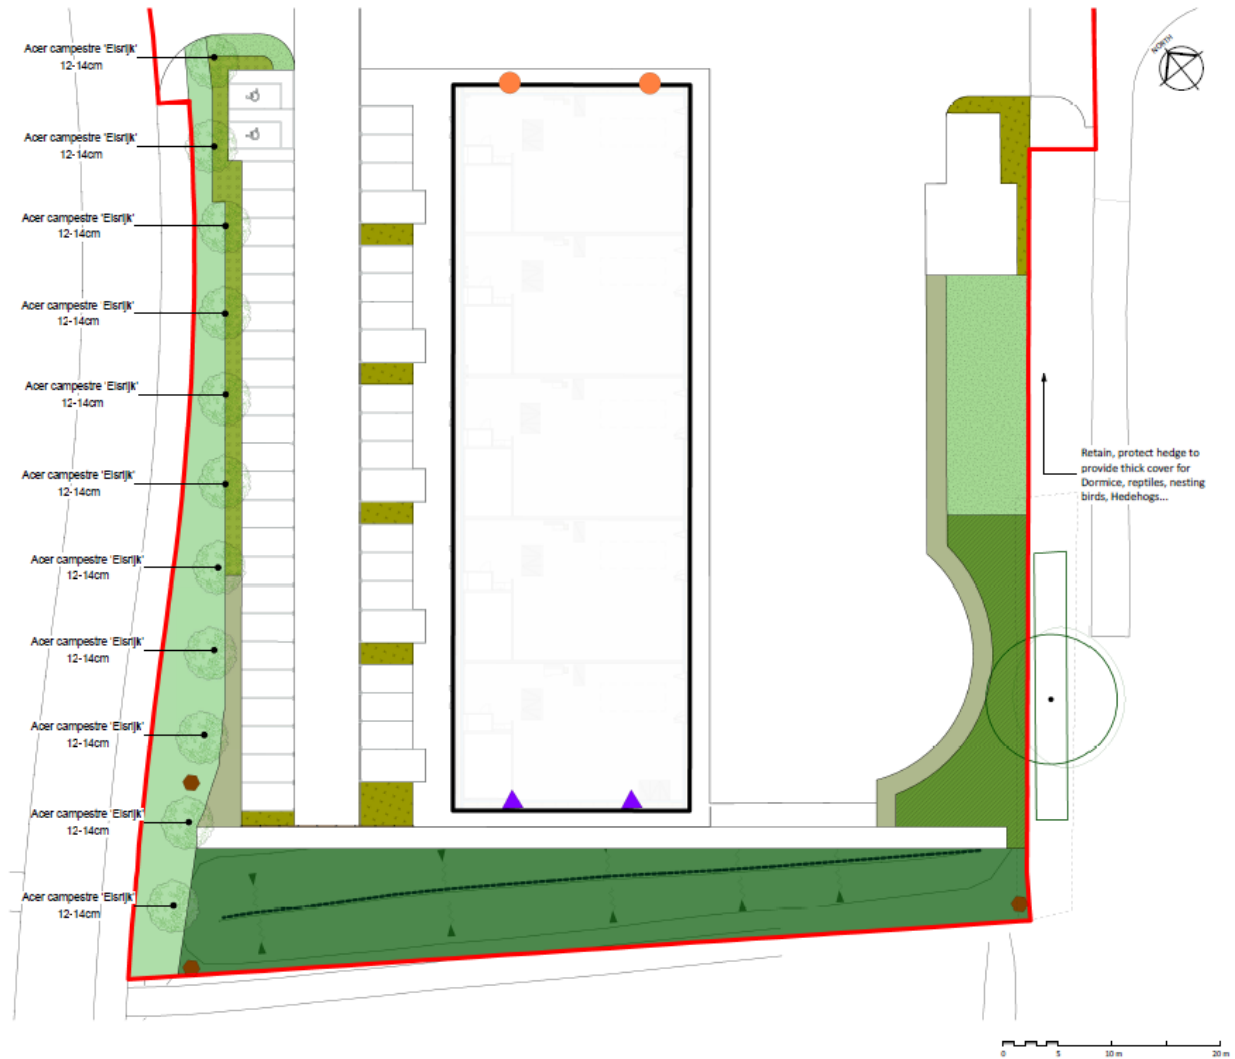 NORTH
Acer campestre 'Elsrijk'
12-14cm
Acer campestre 'Elsrijk'
12-14cm
Acer campestre 'Elsrijk'
12-14cm
Acer campestre 'Elsrijk'
12-14cm
Acer campestre 'Elsrijk'
12-14cm
Acer campestre 'Elsrijk'
12-14cm
Acer campestre 'Elsrijk'
12-14cm
Acer campestre 'Elsrijk'
12-14cm
Acer campestre 'Elsrijk'
12-14cm
Acer campestre 'Elsrijk'
12-14cm
Acer campestre 'Elsrijk'
12-14cm
Retain, protect hedge to
provide thick cover for
Dormice, reptiles, nesting
birds, Hedehogs...
0 5 10 m 20 m